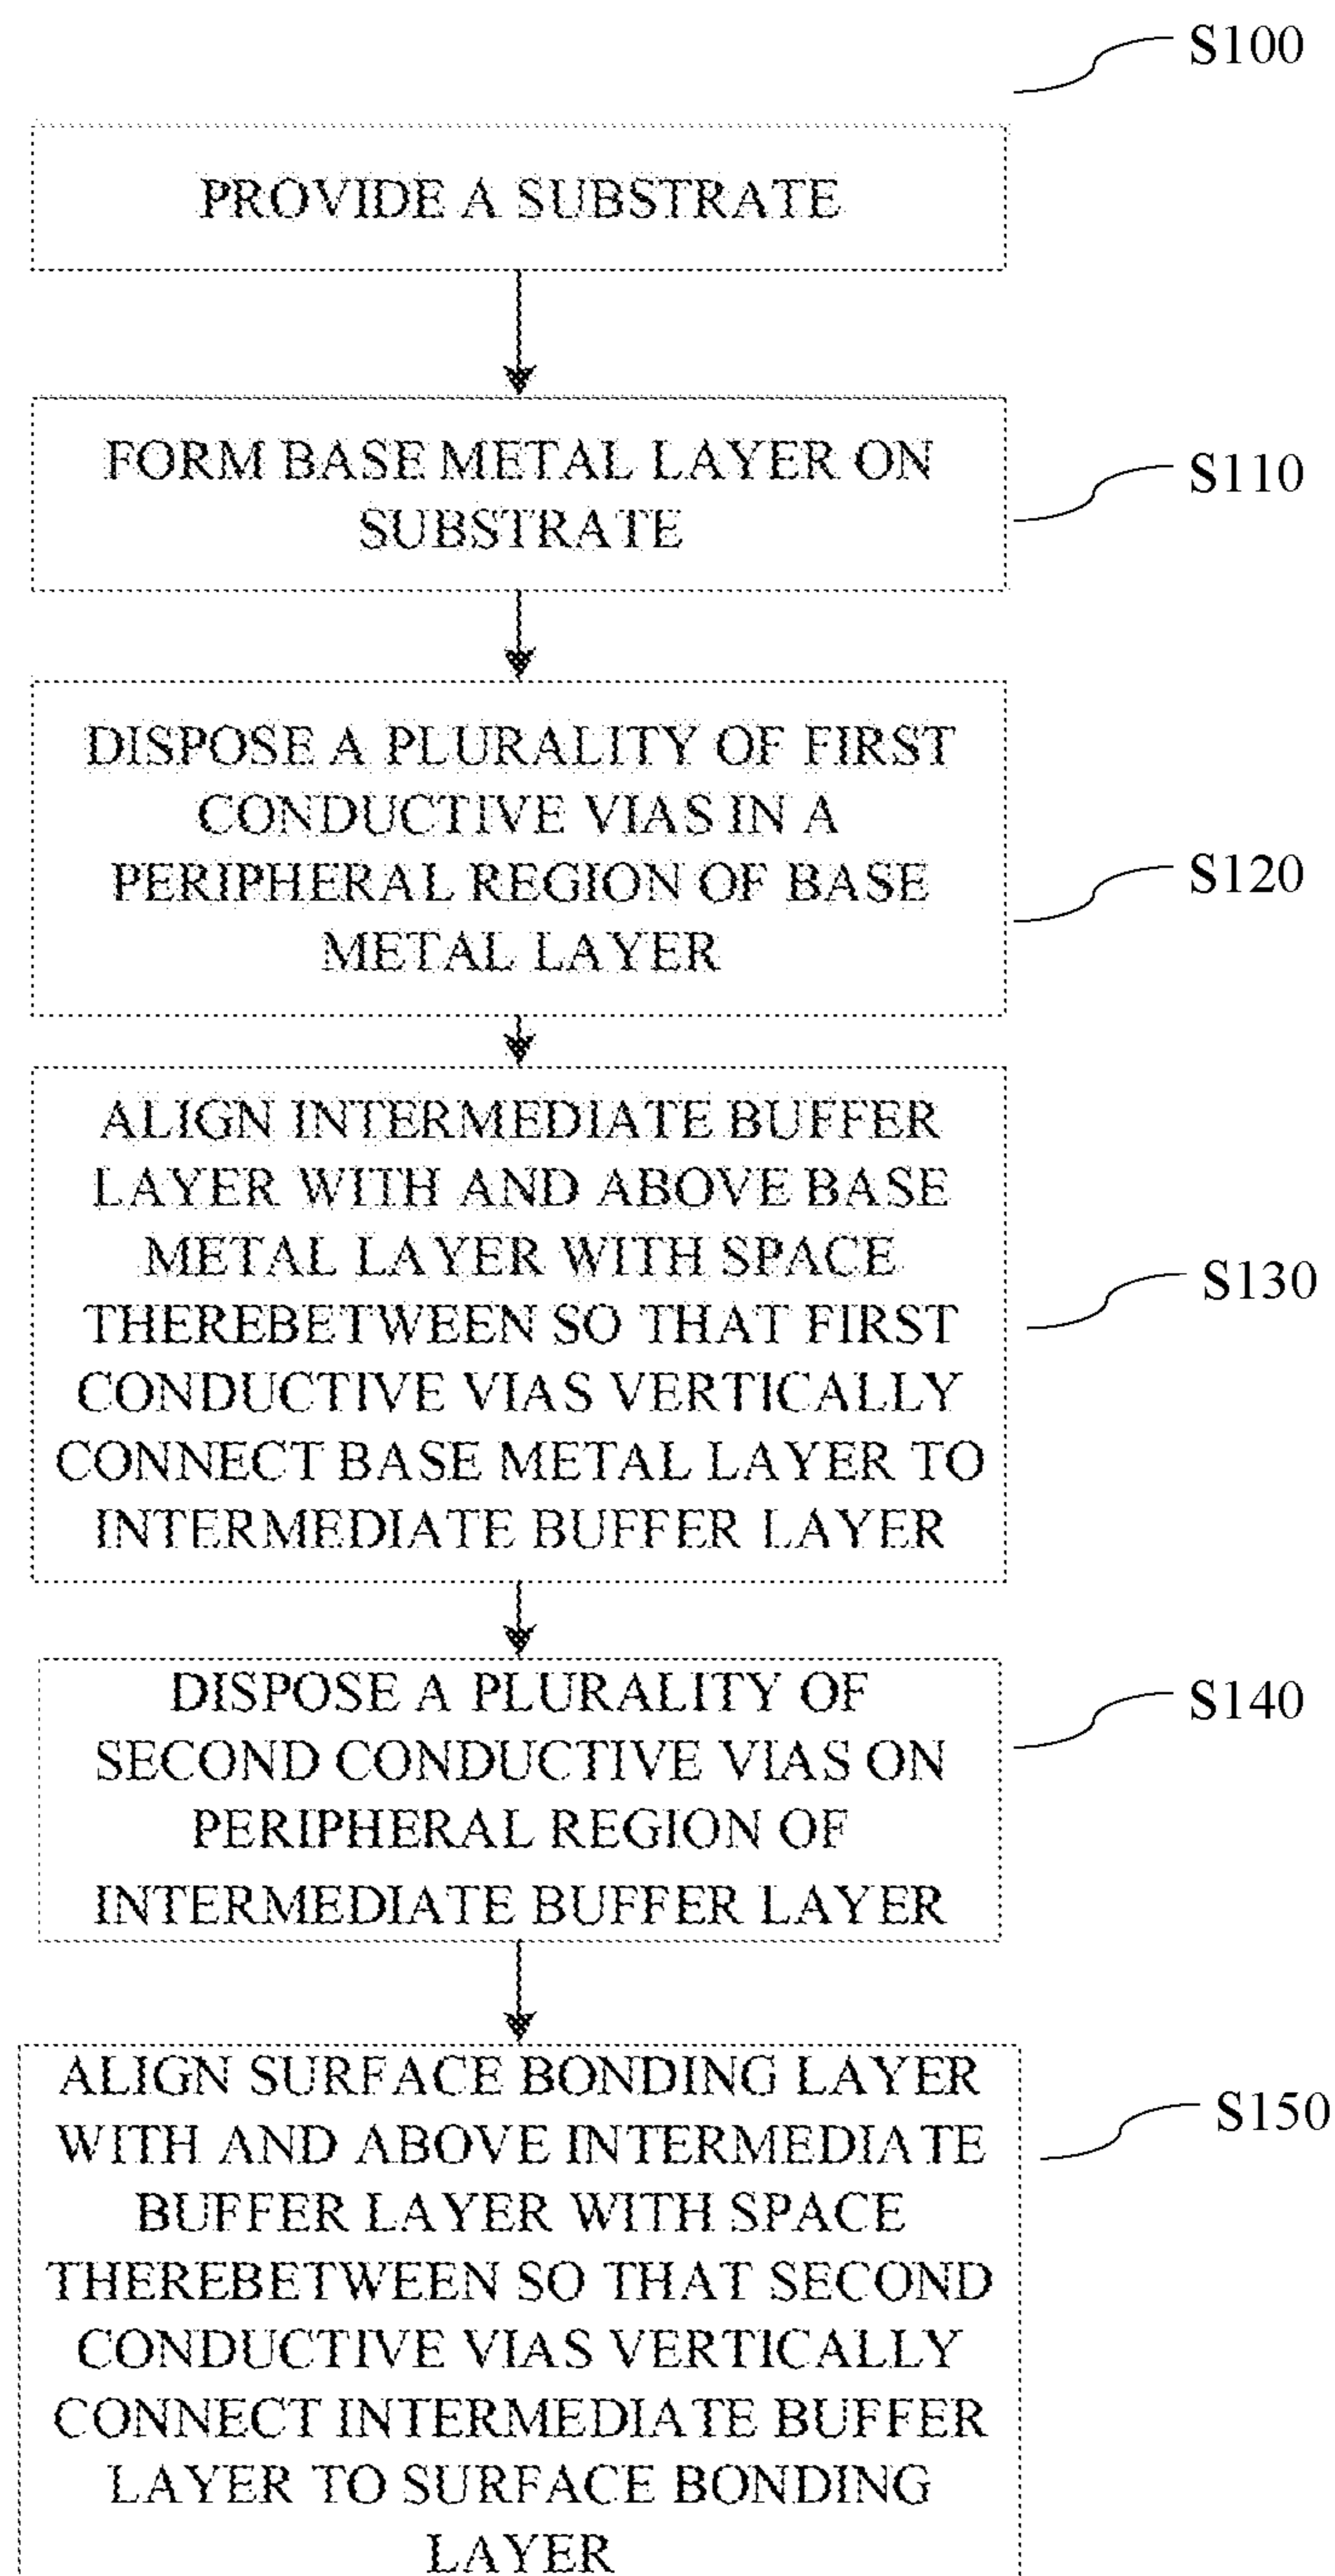 S100
PROVIDE A SUBSTRATE
FORM BASE METAL LAYER ON
SUBSTRATE
S110
DISPOSE A PLURALITY OF FIRST
CONDUCTIVE VIAS IN A
PERIPHERAL REGION OF BASE
METAL LAYER
S120
ALIGN INTERMEDIATE BUFFER
LAYER WITH AND ABOVE BASE
METAL LAYER WITH SPACE
THEREBETWEEN SO THAT FIRST
CONDUCTIVE VIAS VERTICALLY
CONNECT BASE METAL LAYER TO
INTERMEDIATE BUFFER LAYER
S130
DISPOSE A PLURALITY OF
SECOND CONDUCTIVE VIAS ON
PERIPHERAL REGION OF
INTERMEDIATE BUFFER LAYER
S140
ALIGN SURFACE BONDING LAYER
WITH AND ABOVE INTERMEDIATE
BUFFER LAYER WITH SPACE
THEREBETWEEN SO THAT SECOND
CONDUCTIVE VIAS VERTICALLY
CONNECT INTERMEDIATE BUFFER
LAYER TO SURFACE BONDING
LAYER
S150